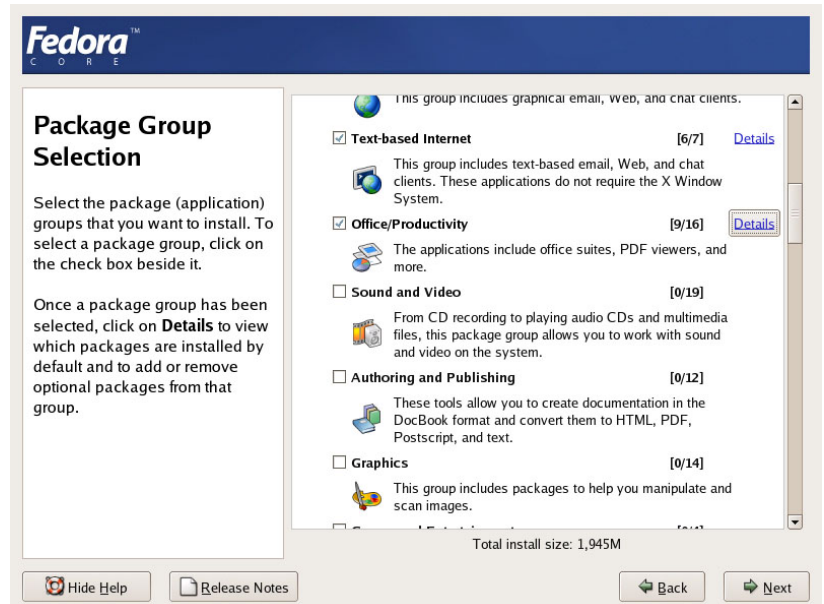 Fedora™
CORE
Package Group
Selection
Select the package (application)
groups that you want to install. To
select a package group, click on
the check box beside it.
Once a package group has been
selected, click on Details to view
which packages are installed by
default and to add or remove
optional packages from that
group.
This group includes graphical email, Web, and chat clients.
Text-based Internet [6/7] Details
This group includes text-based email, Web, and chat
clients. These applications do not require the X Window
System.
Office/Productivity [9/16] Details
The applications include office suites, PDF viewers, and
more.
Sound and Video [0/19]
From CD recording to playing audio CDs and multimedia
files, this package group allows you to work with sound
and video on the system.
Authoring and Publishing [0/12]
These tools allow you to create documentation in the
DocBook format and convert them to HTML, PDF,
Postscript, and text.
Graphics [0/14]
This group includes packages to help you manipulate and
scan images.
Total install size: 1,945M
Hide Help Release Notes Back Next